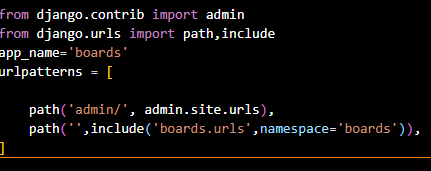 from django.contrib import admin
from django.urls import path,include
app_name='boards'
urlpatterns = [
path('admin/', admin.site.urls),
path('',include('boards.urls',namespace='boards')),
]